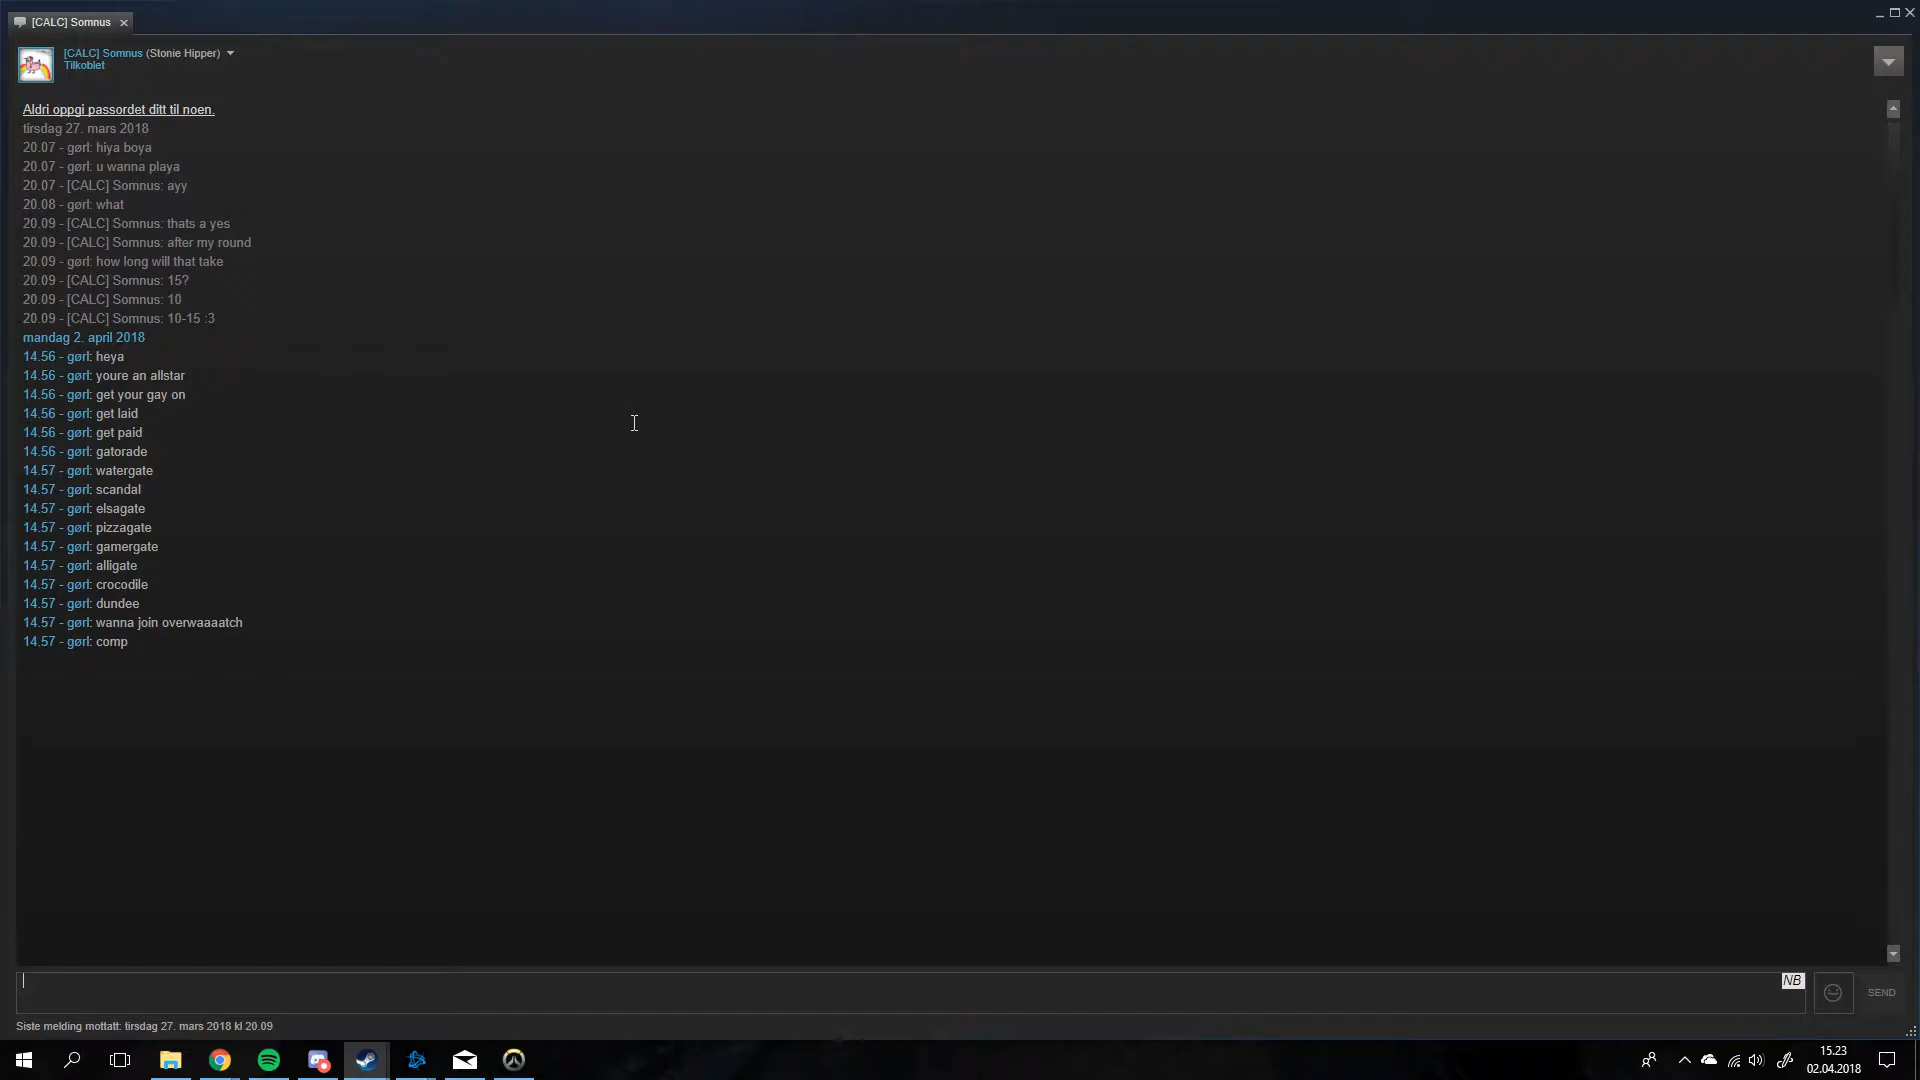 [CALC] Somnus
[CALC] Somnus (Stonie Hipper)
Tilkoblet
Aldri oppgi passordet ditt til noen.
tirsdag 27. mars 2018
20.07 - gørl: hiya boya
20.07 - gørl: u wanna playa
20.07 - [CALC] Somnus: ayy
20.08 - gørl: what
20.09 - [CALC] Somnus: thats a yes
20.09 - [CALC] Somnus: after my round
20.09 - gørl: how long will that take
20.09 - [CALC] Somnus: 15?
20.09 - [CALC] Somnus: 10
20.09 - [CALC] Somnus: 10-15 :3
mandag 2. april 2018
14.56 - gørl: heya
14.56 - gørl: youre an allstar
14.56 - gørl: get your gay on
14.56 - gørl: get laid
14.56 - gørl: get paid
14.56 - gørl: gatorade
14.57 - gørl: watergate
14.57 - gørl: scandal
14.57 - gørl: elsagate
14.57 - gørl: pizzagate
14.57 - gørl: gamergate
14.57 - gørl: alligate
14.57 - gørl: crocodile
14.57 - gørl: dundee
14.57 - gørl: wanna join overwaaaatch
14.57 - gørl: comp
NB
SEND
Siste melding mottatt: tirsdag 27. mars 2018 kl 20.09
15.23
02.04.2018